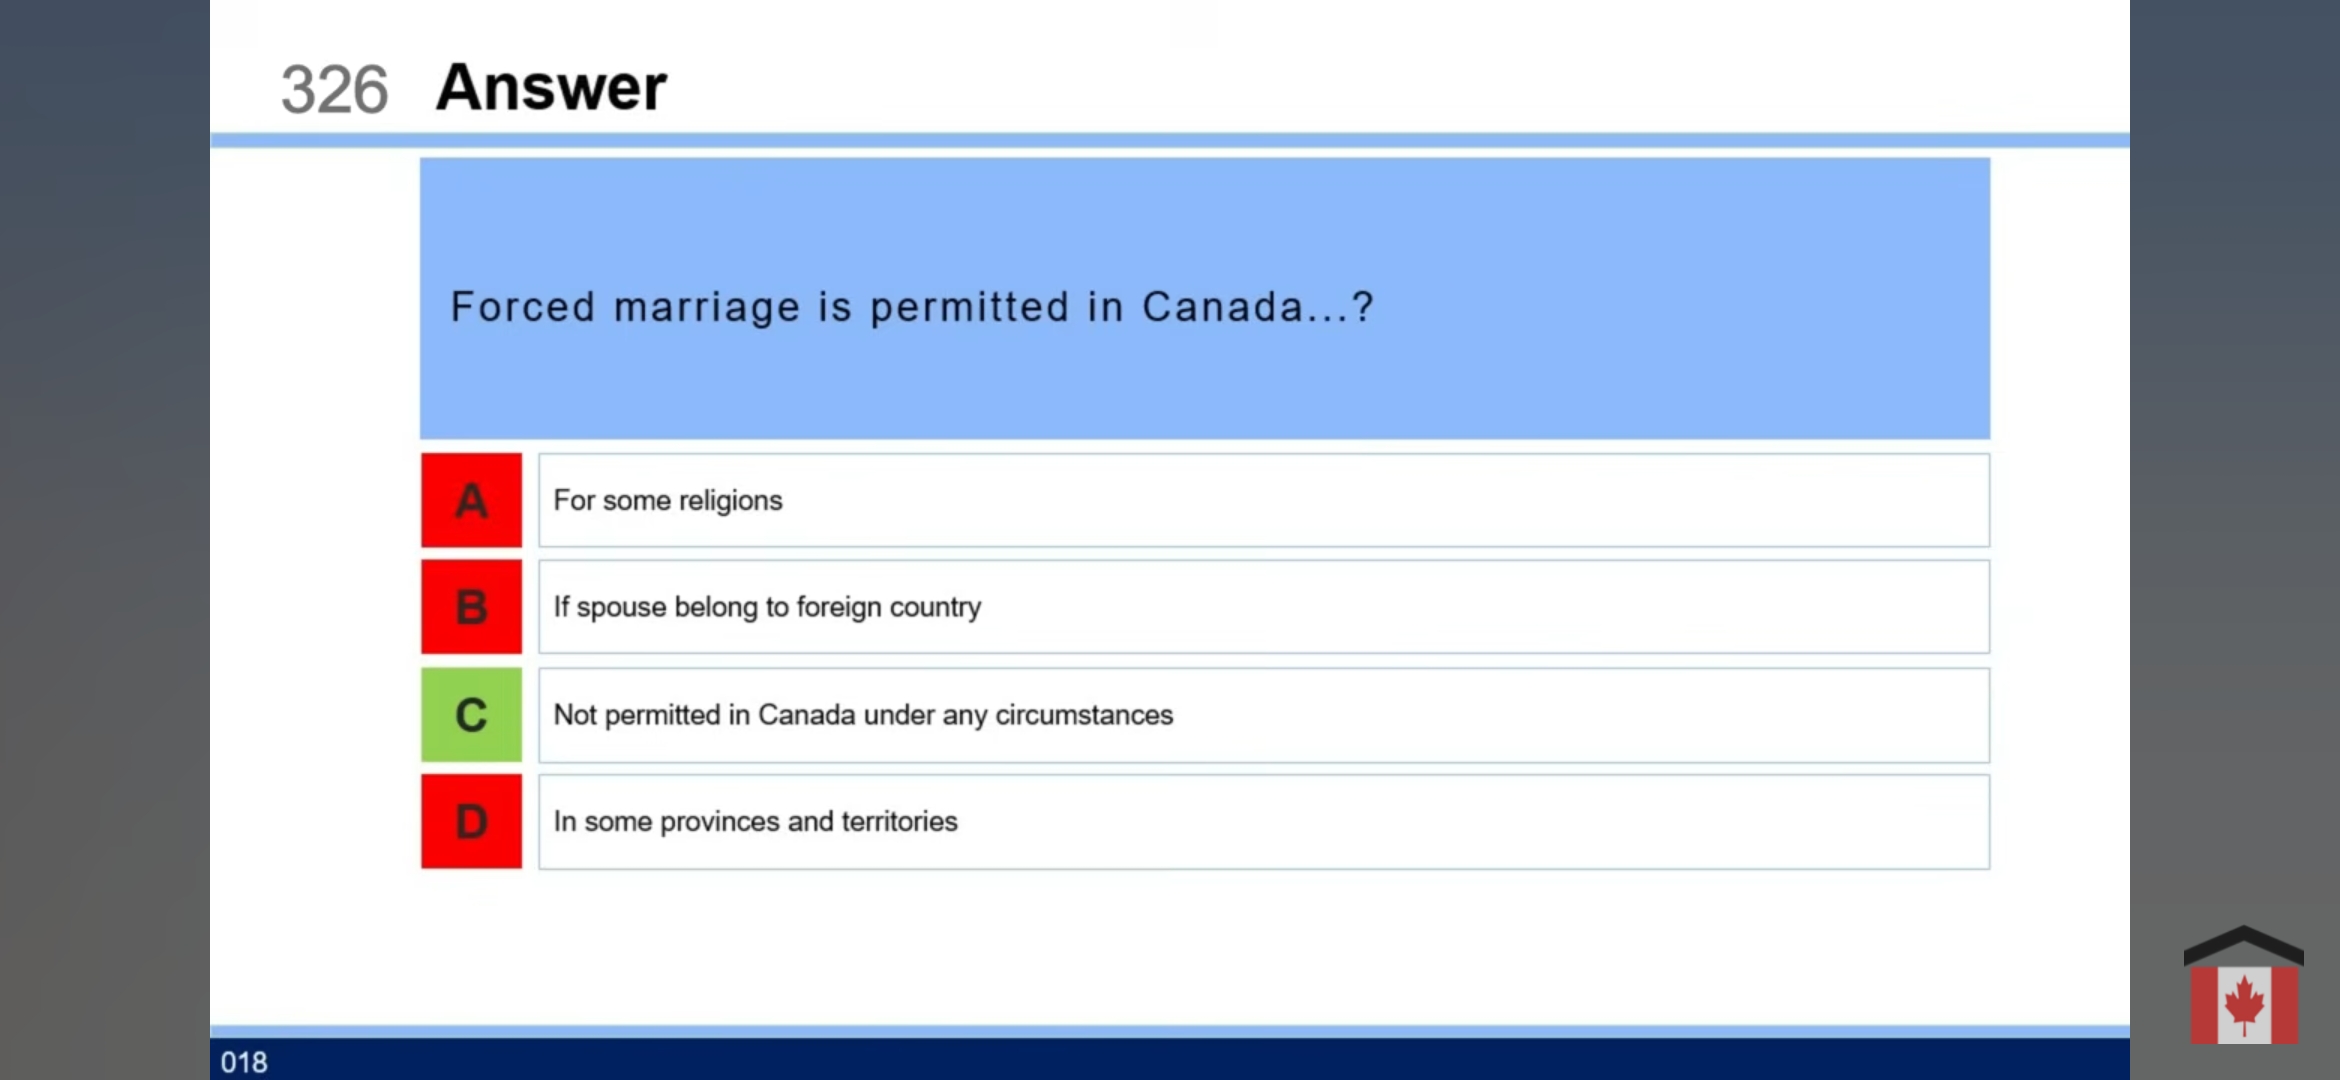 326 Answer
Forced marriage is permitted in Canada...?
A For some religions
B If spouse belong to foreign country
C Not permitted in Canada under any circumstances
D In some provinces and territories
018